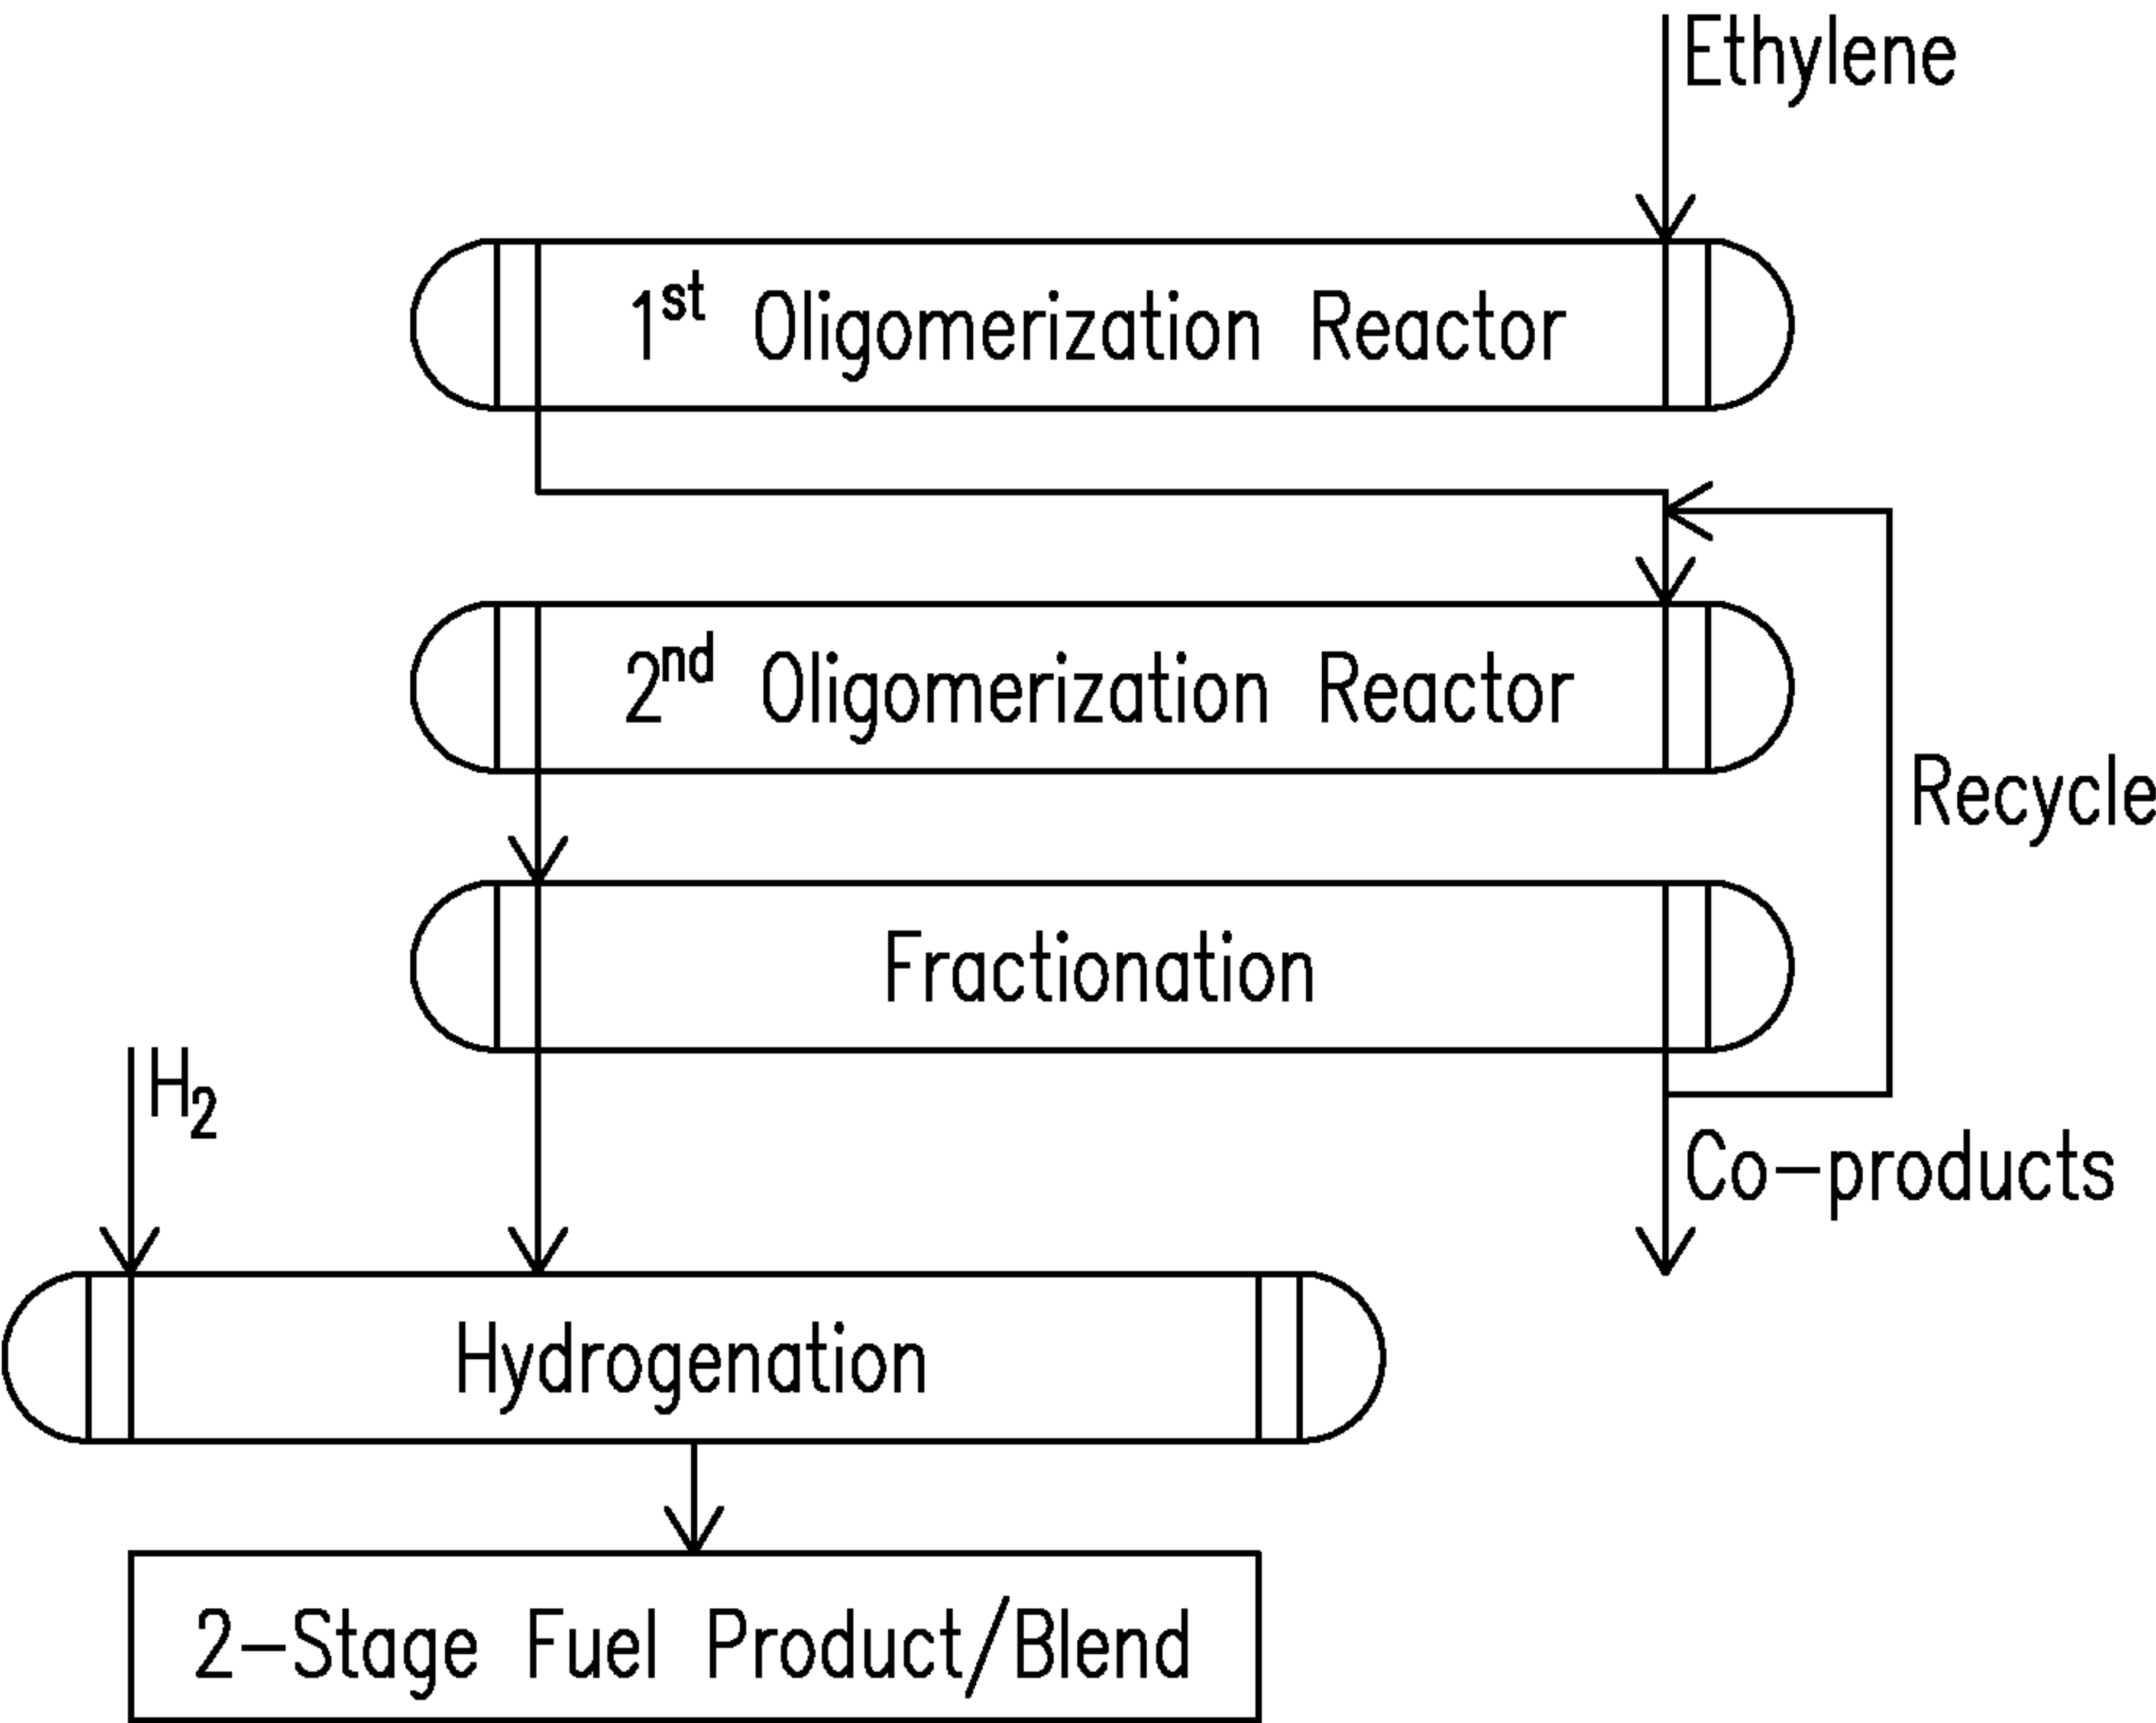 Ethylene
1st Oligomerization Reactor
2nd Oligomerization Reactor
Recycle
Fractionation
H2
Co-products
Hydrogenation
2-Stage Fuel Product/Blend